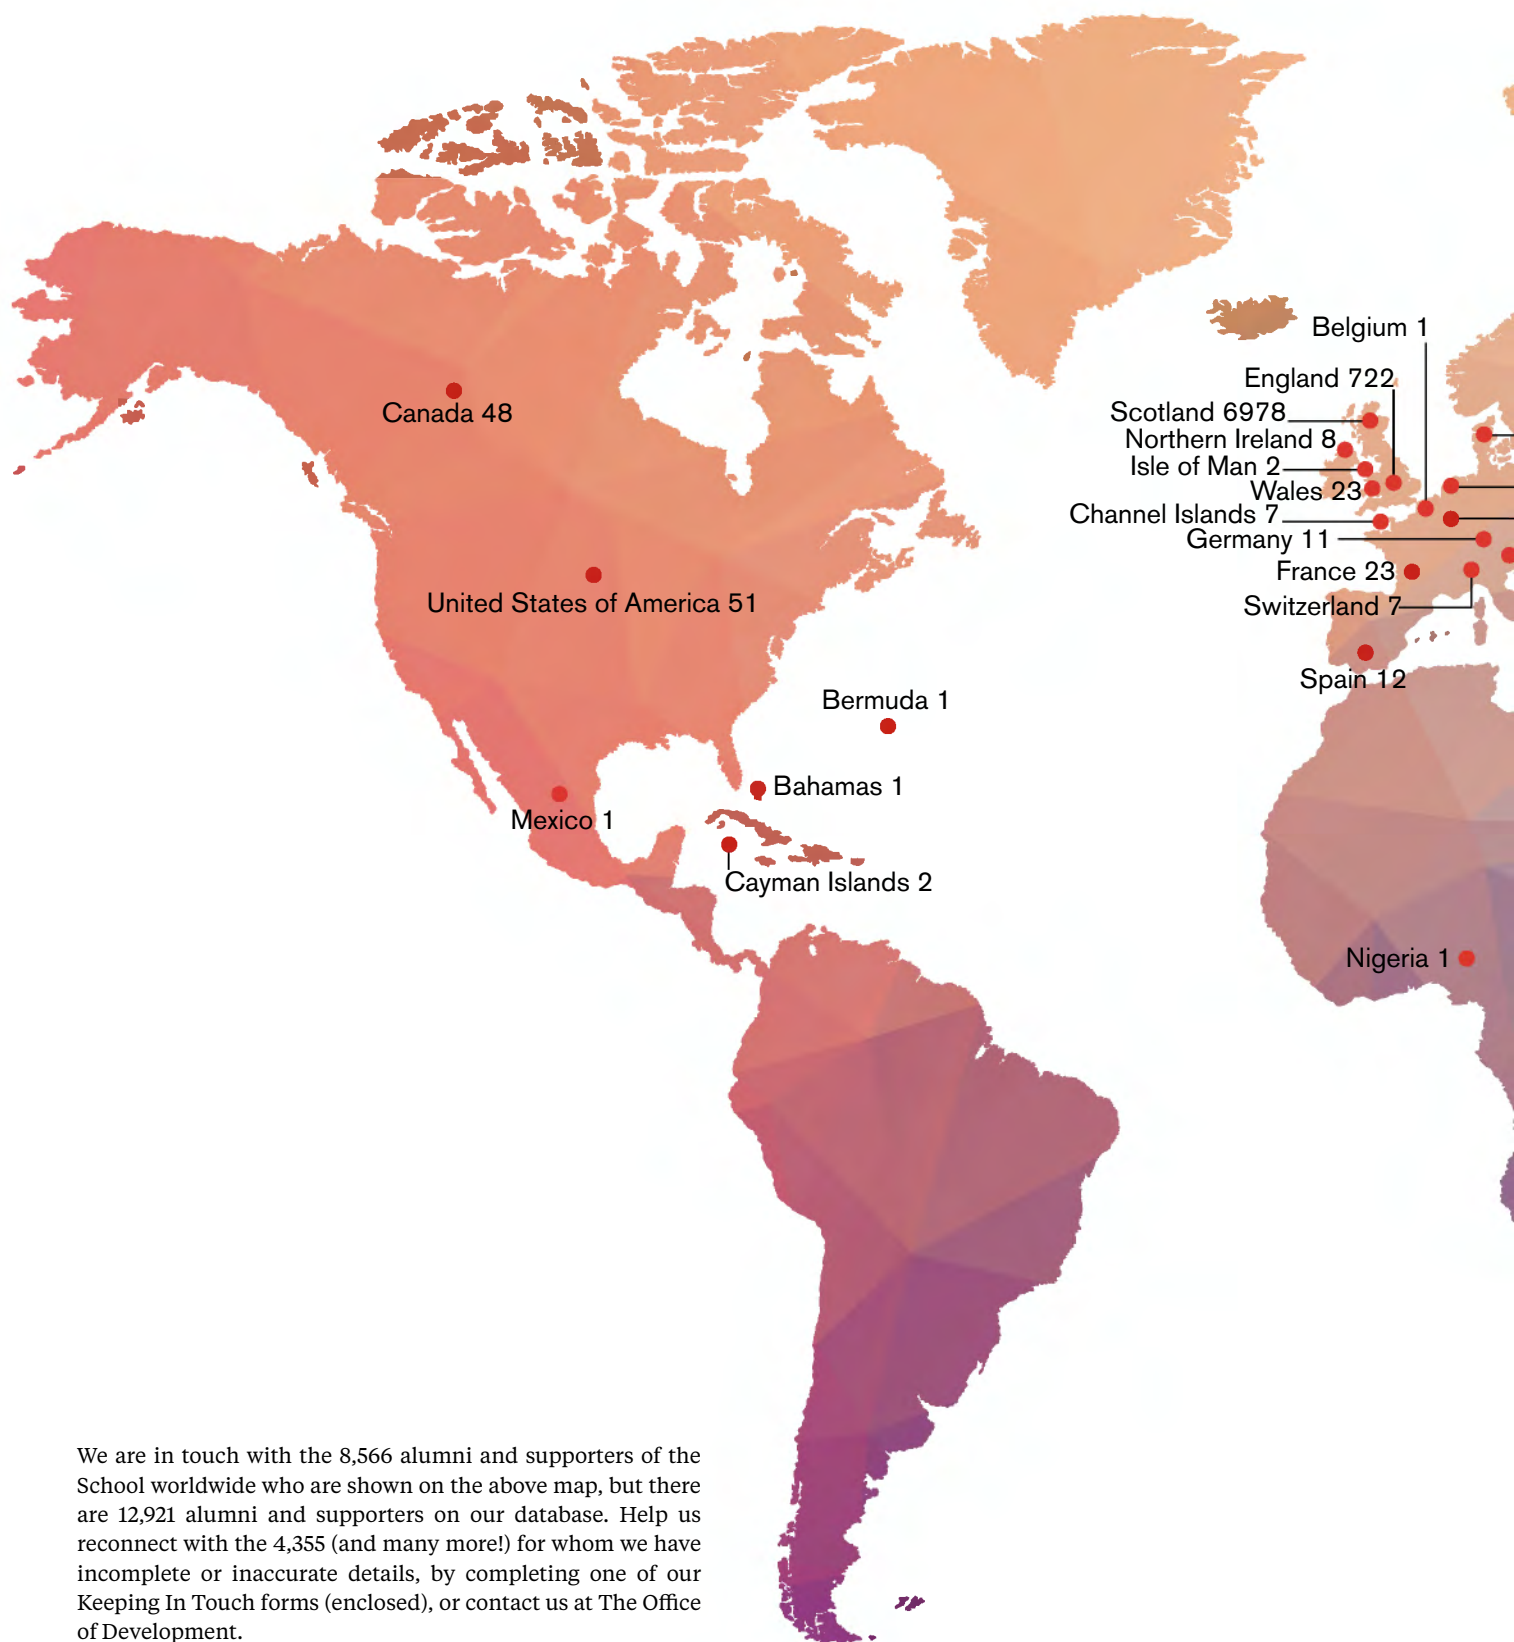 Belgium 1
England 722
Canada 48
Scotland 6978
Northern Ireland 8
Isle of Man 2
Wales 23
Channel Islands 7
Germany 11
France 23
United States of America 51
Switzerland 7
Spain 12
Bermuda 1
Bahamas 1
Mexico 1
Cayman Islands 2
Nigeria 1
We are in touch with the 8,566 alumni and supporters of the
School worldwide who are shown on the above map, but there
are 12,921 alumni and supporters on our database. Help us
reconnect with the 4,355 (and many more!) for whom we have
incomplete or inaccurate details, by completing one of our
Keeping In Touch forms (enclosed), or contact us at The Office
of Development.